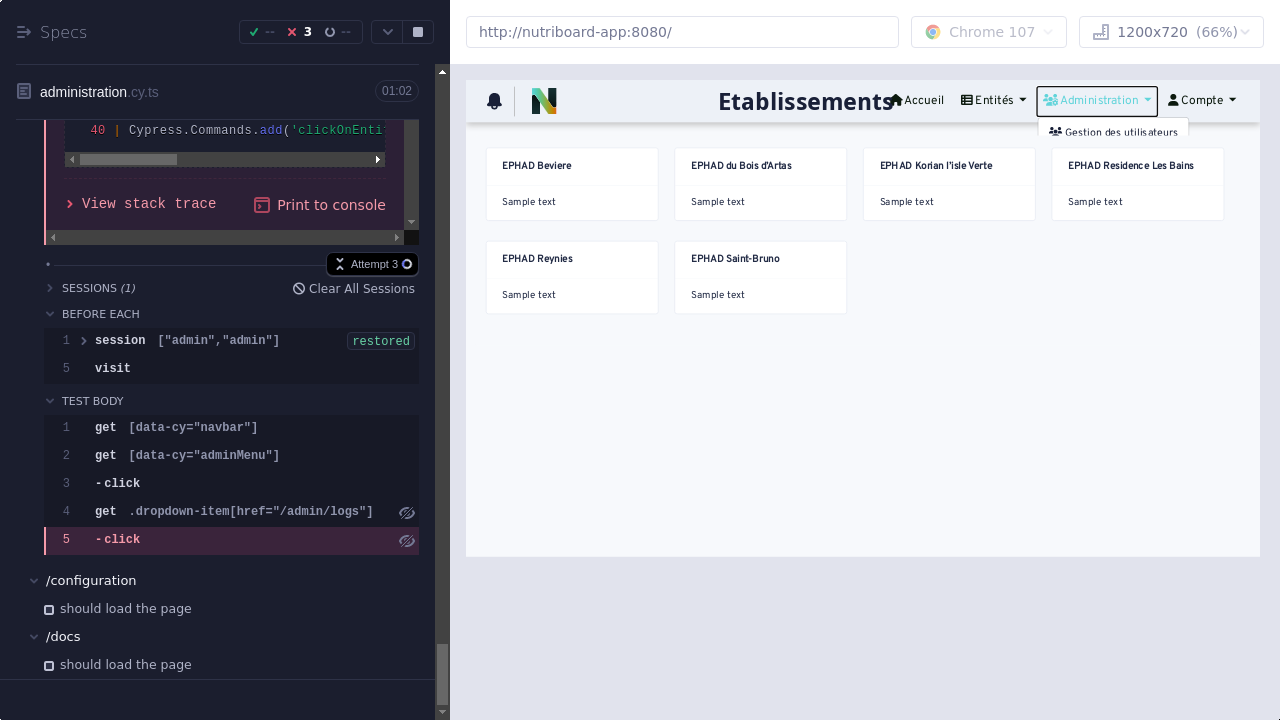 Specs
-- 3 --
administration.cy.ts 01:02
40 | Cypress.Commands.add('clickOnEnti
View stack trace
Print to console
Attempt 3
SESSIONS (1)
Clear All Sessions
BEFORE EACH
1 session ["admin","admin"] restored
5 visit
TEST BODY
1 get [data-cy="navbar"]
2 get [data-cy="adminMenu"]
3 -click
4 get .dropdown-item[href="/admin/logs"]
5 -click
/configuration
should load the page
/docs
should load the page
http://nutriboard-app:8080/
Chrome 107
1200x720 (66%)
N
Etablissements
Accueil
Entités
Administration
Compte
Gestion des utilisateurs
EPHAD Beviere
Sample text
EPHAD du Bois d'Artas
Sample text
EPHAD Korian l'isle Verte
Sample text
EPHAD Residence Les Bains
Sample text
EPHAD Reynies
Sample text
EPHAD Saint-Bruno
Sample text